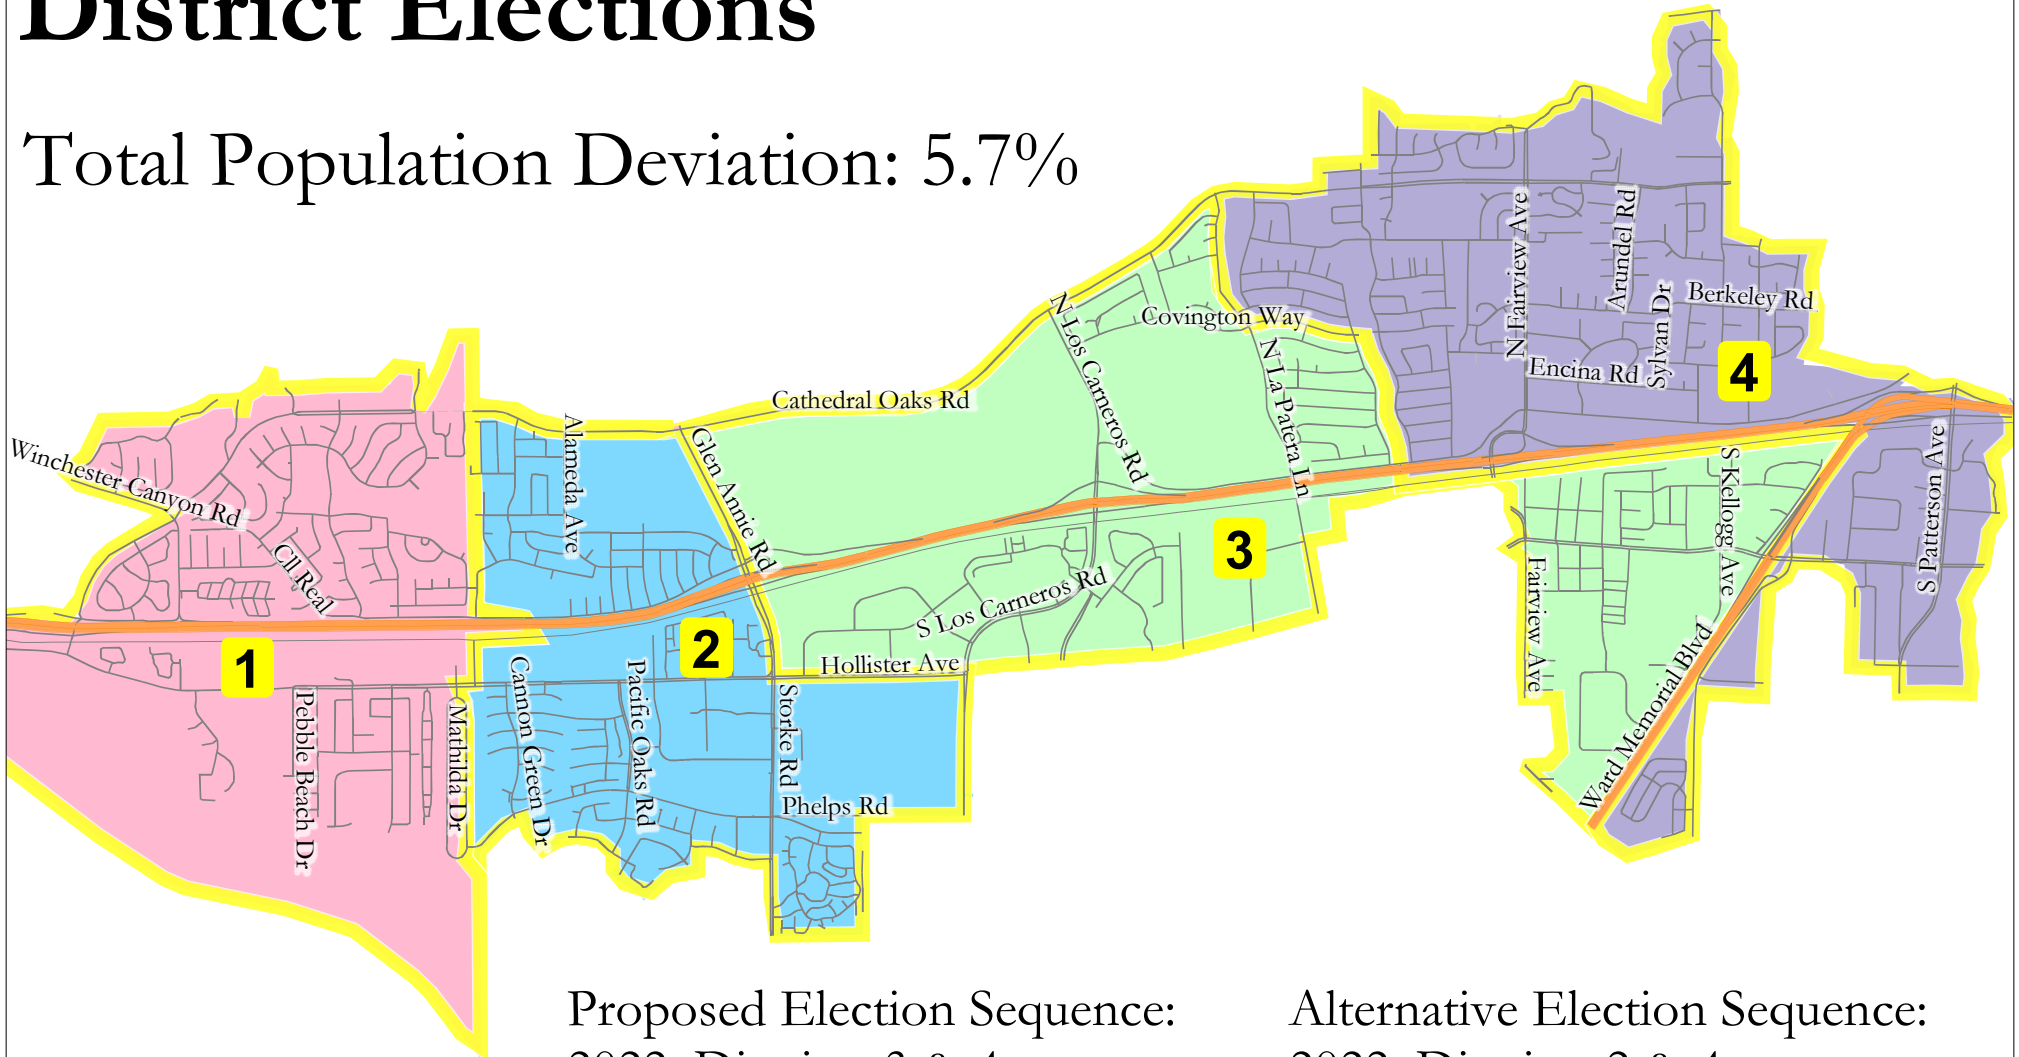 District Elections
Total Population Deviation: 5.7%
N Fairview Ave
Arundel Rd
Sylvan Dr
Berkeley Rd
Encina Rd
4
Covington Way
N Los Carneros Rd
N La Patera Ln
Cathedral Oaks Rd
Winchester Canyon Rd
Cll Real
Alameda Ave
Glen Annie Rd
3
S Los Carneros Rd
S Kellogg Ave
S Patterson Ave
Fairview Ave
Ward Memorial Blvd
1
2
Hollister Ave
Pebble Beach Dr
Mathilda Dr
Cannon Green Dr
Pacific Oaks Rd
Storke Rd
Phelps Rd
Proposed Election Sequence:
Alternative Election Sequence: